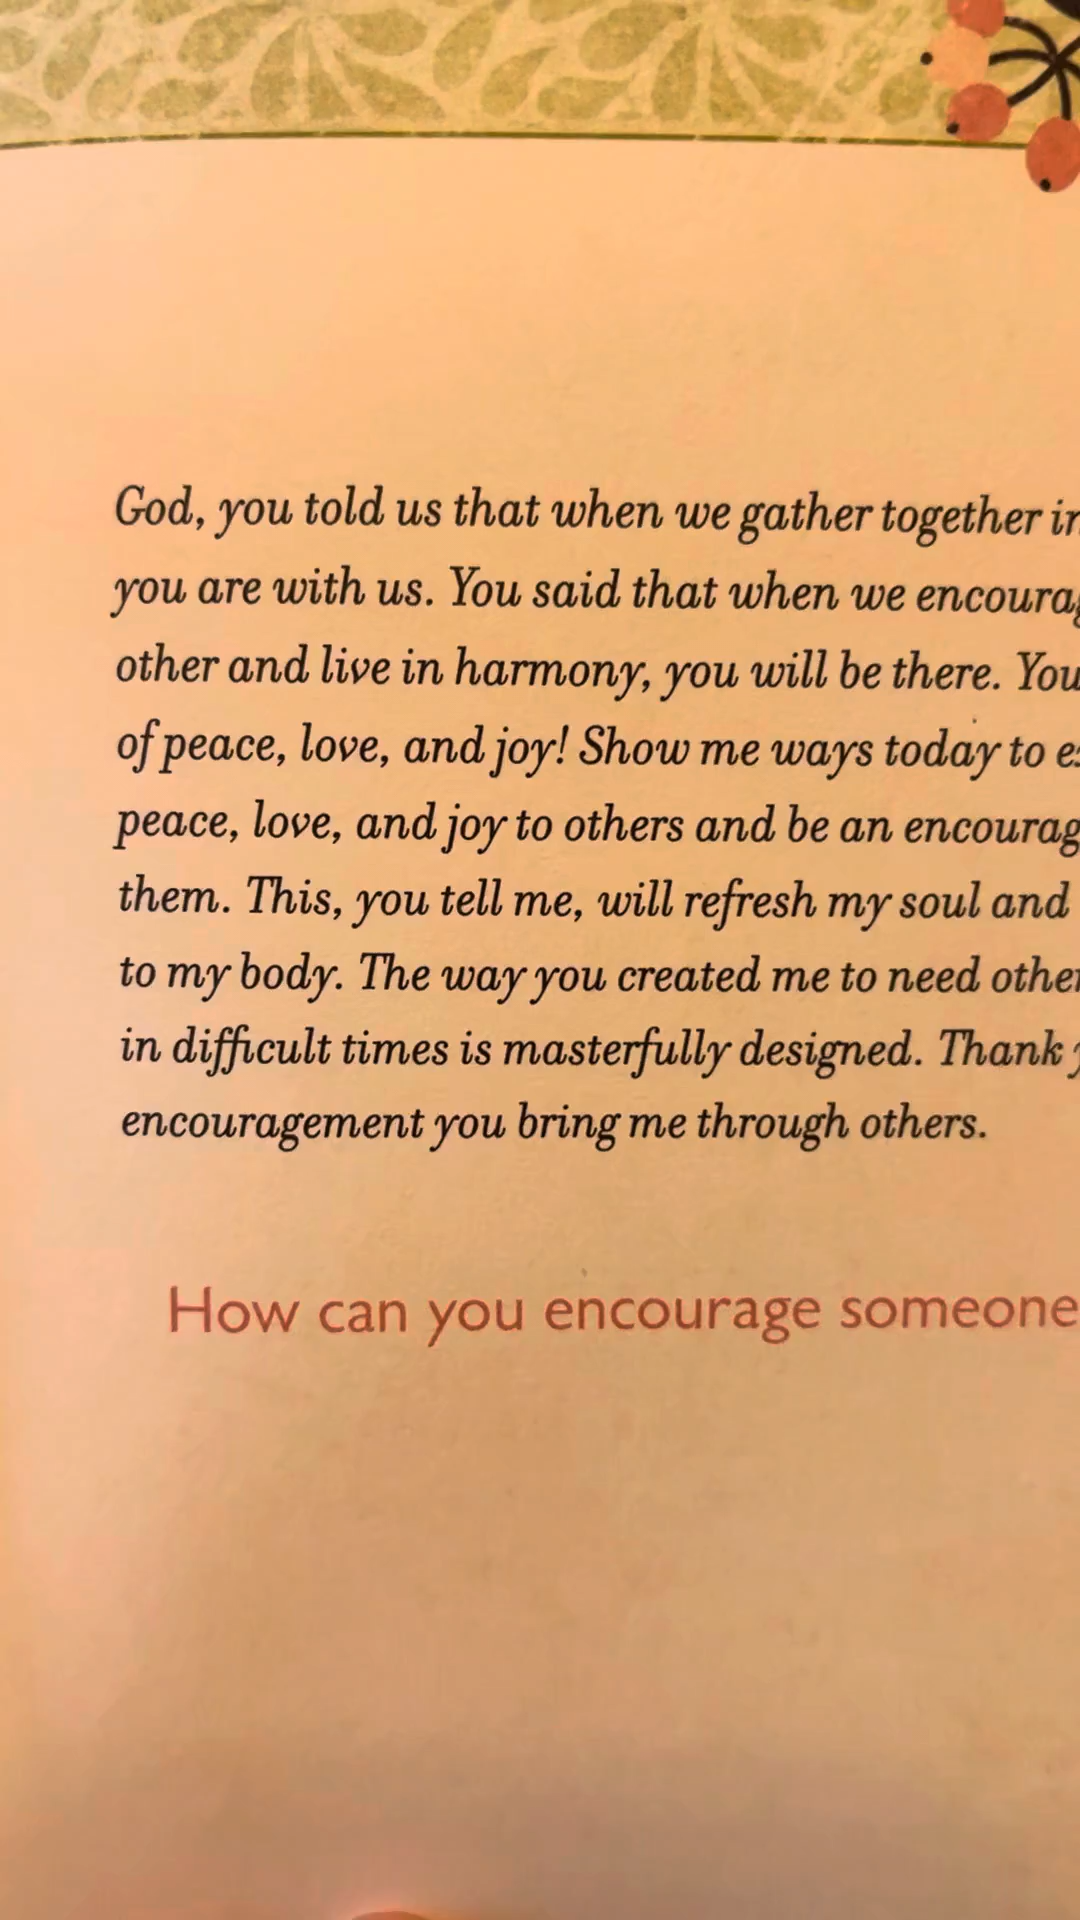 God, you told us that when we gather together in
you are with us. You said that when we
other and live in harmony, you will be there. You
of peace, love, and joy! Show me ways today to
peace, love, and joy to others and be an
them. This, you tell me, will refresh my soul and
to my body. The way you created me to need
in difficult times is masterfully designed. Thank
encouragement you bring me through others.
How can you encourage someone